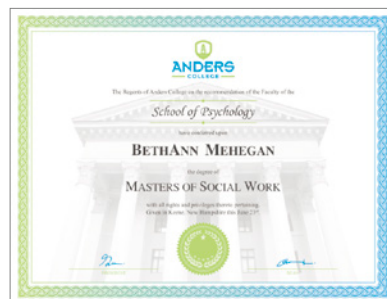 ANDERS
COLLEGE
The Regents of Anders College on the recommendation of the Faculty of the
School of Psychology
have conferred upon
BETHANN MEHEGAN
the degree of
MASTERS OF SOCIAL WORK
with all rights and privileges thereto pertaining.
Given in Keene, New Hampshire this June 23rd